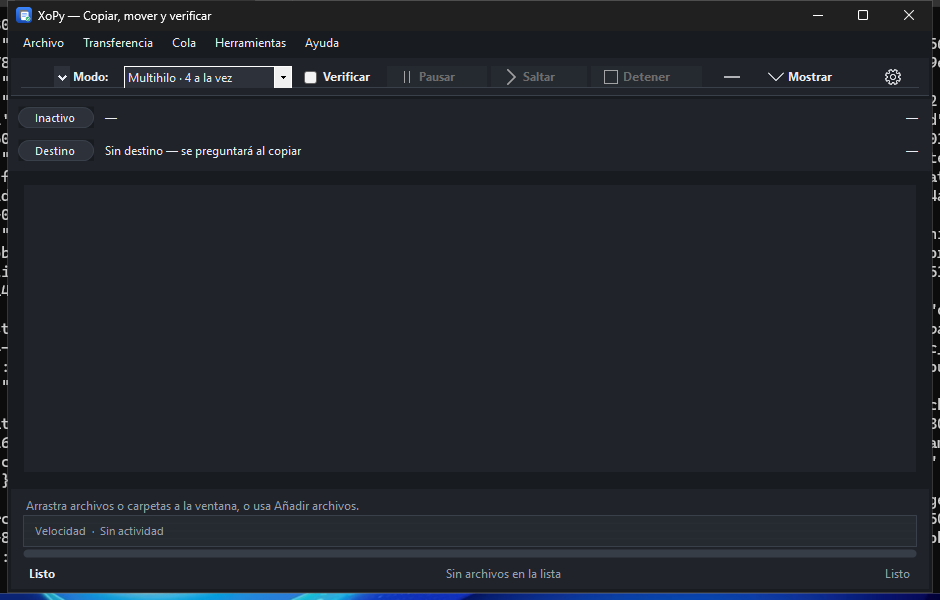 XoPy — Copiar, mover y verificar
Archivo Transferencia Cola Herramientas Ayuda
Modo: Multihilo · 4 a la vez Verificar Pausar Saltar Detener — Mostrar
Inactivo —  —
Destino Sin destino — se preguntará al copiar —
Arrastra archivos o carpetas a la ventana, o usa Añadir archivos.
Velocidad · Sin actividad
Listo Sin archivos en la lista Listo